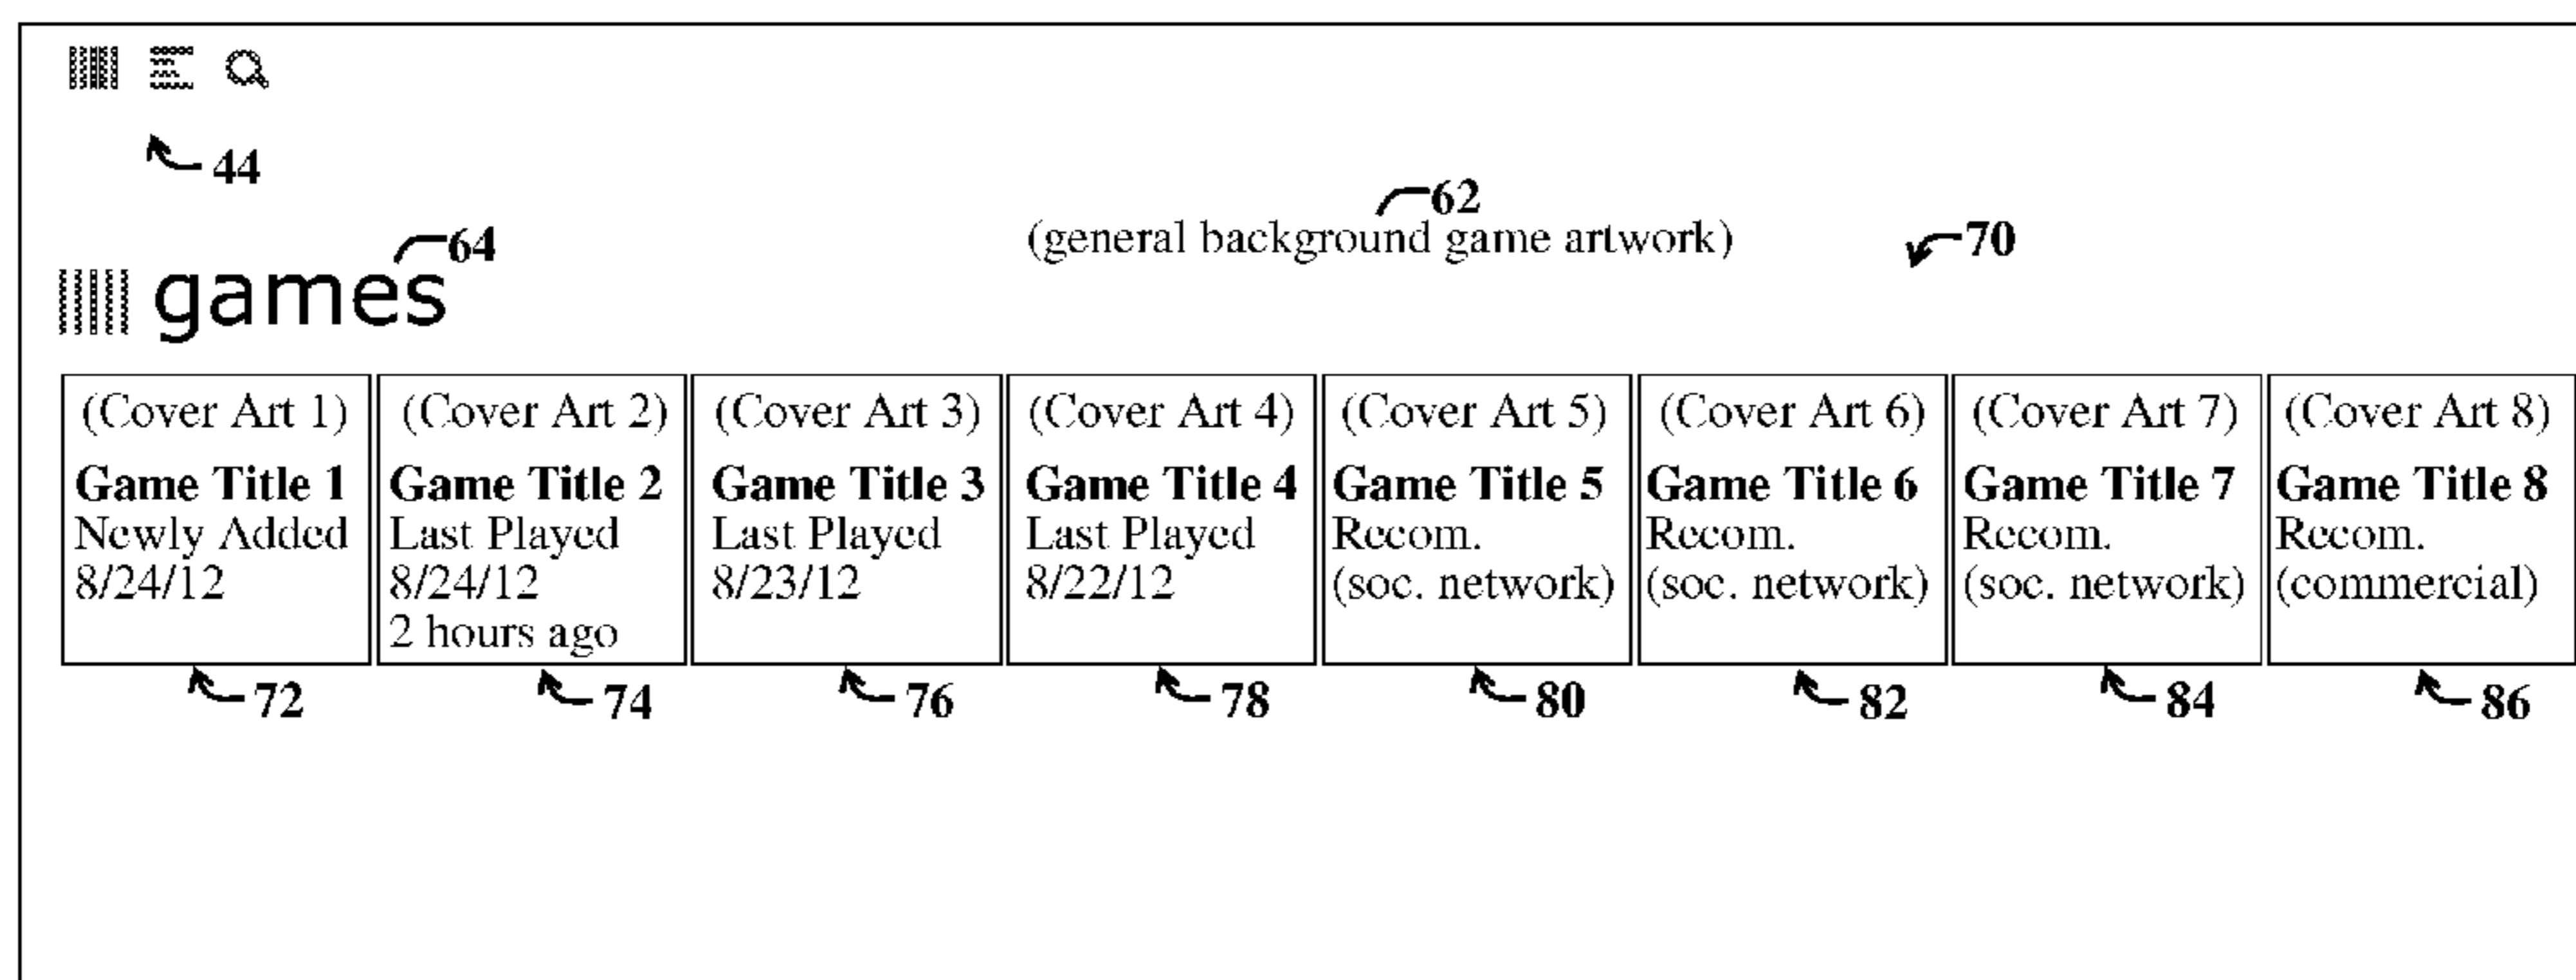 44
62
(general background game artwork)
70
64
games
(Cover Art 1)
Game Title 1
Newly Added
8/24/12
72
(Cover Art 2)
Game Title 2
Last Played
8/24/12
2 hours ago
74
(Cover Art 3)
Game Title 3
Last Played
8/23/12
76
(Cover Art 4)
Game Title 4
Last Played
8/22/12
78
(Cover Art 5)
Game Title 5
Recom.
(soc. network)
80
(Cover Art 6)
Game Title 6
Recom.
(soc. network)
82
(Cover Art 7)
Game Title 7
Recom.
(soc. network)
84
(Cover Art 8)
Game Title 8
Recom.
(commercial)
86